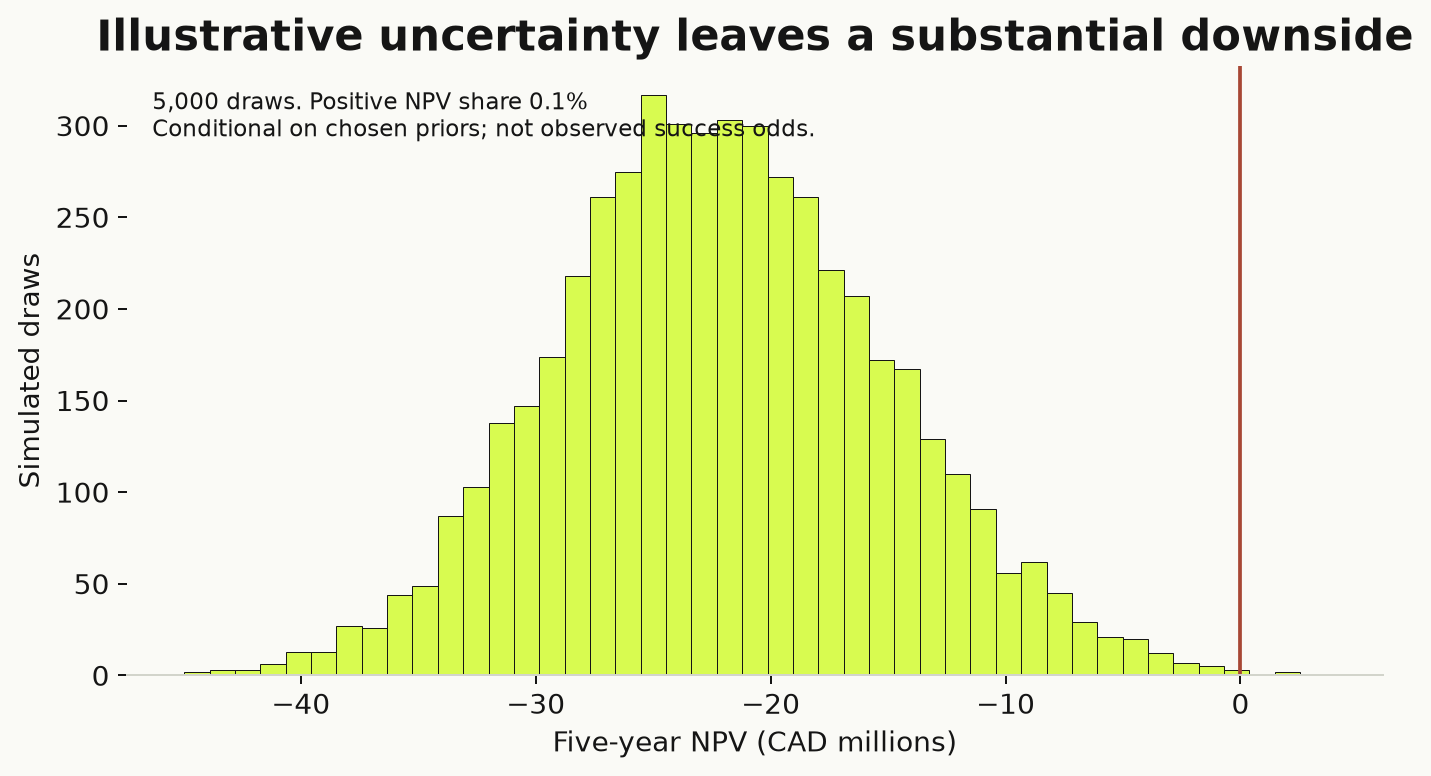 Illustrative uncertainty leaves a substantial downside
5,000 draws. Positive NPV share 0.1%
Conditional on chosen priors; not observed success odds.
Simulated draws
300
250
200
150
100
50
0
−40
−30
−20
−10
0
Five-year NPV (CAD millions)